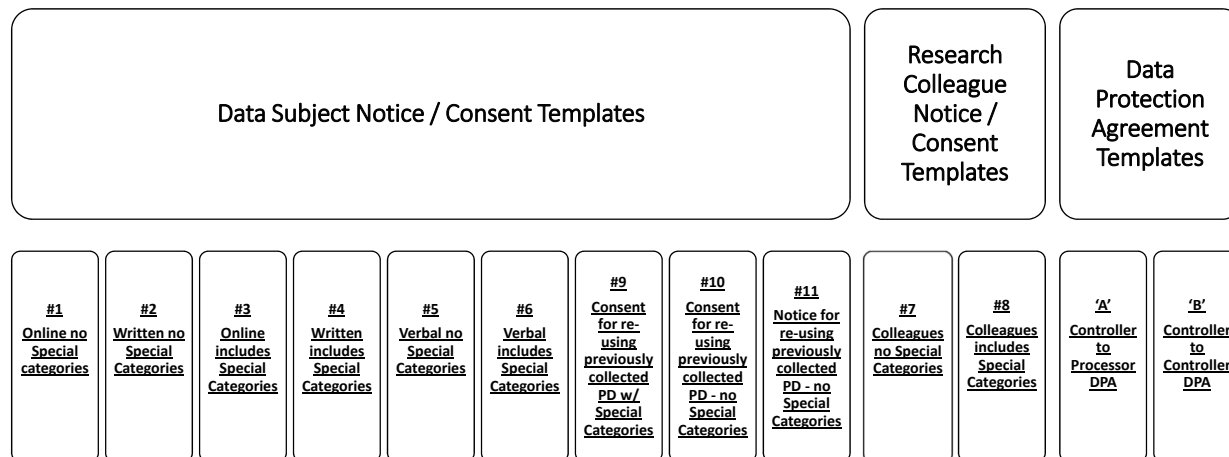 Data Subject Notice / Consent Templates
Research
Colleague
Notice /
Consent
Templates
Data
Protection
Agreement
Templates
#1
Online no
Special
categories
#2
Written no
Special
Categories
#3
Online
includes
Special
Categories
#4
Written
includes
Special
Categories
#5
Verbal no
Special
Categories
#6
Verbal includes
Special
Categories
#9
Consent
for re-
using
previously
collected
PD w/
Special
Categories
#10
Consent
for re-
using
previously
collected
PD - no
Special
Categories
#11
Notice for
re-using
previously
collected
PD - no
Special
Categories
#7
Colleagues
no Special
Categories
#8
Colleagues
includes
Special
Categories
‘A’
Controller
to
Processor
DPA
‘B’
Controller
to
Controller
DPA